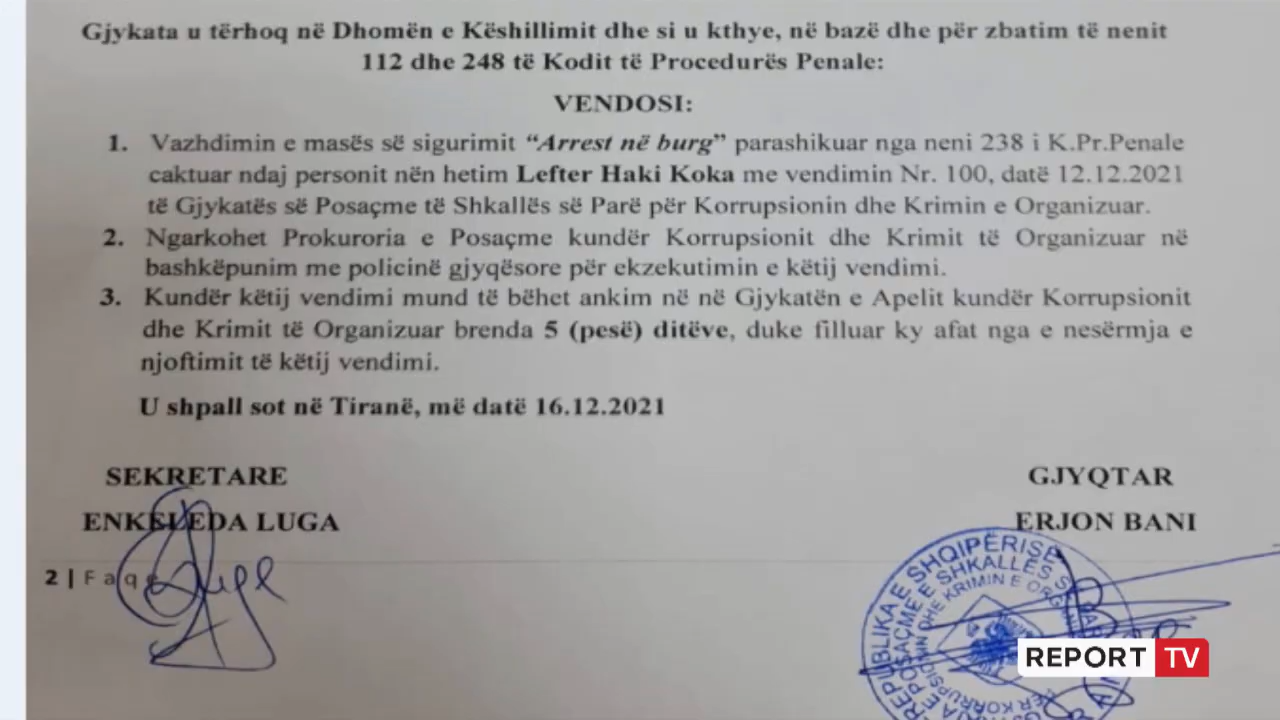 Gjykata u tërhoq në Dhomën e Këshillimit dhe si u kthye, në bazë dhe për zbatim të nenit
112 dhe 248 të Kodit të Procedurës Penale:
VENDOSI:
1. Vazhdimin e masës së sigurimit “Arrest në burg” parashikuar nga neni 238 i K.Pr.Penale
caktuar ndaj personit nën hetim Lefter Haki Koka me vendimin Nr. 100, datë 12.12.2021
të Gjykatës së Posaçme të Shkallës së Parë për Korrupsionin dhe Krimin e Organizuar.
2. Ngarkohet Prokuroria e Posaçme kundër Korrupsionit dhe Krimit të Organizuar në
bashkëpunim me policinë gjyqësore për ekzekutimin e këtij vendimi.
3. Kundër këtij vendimi mund të bëhet ankim në në Gjykatën e Apelit kundër Korrupsionit
dhe Krimit të Organizuar brenda 5 (pesë) ditëve, duke filluar ky afat nga e nesërmja e
njoftimit të këtij vendimi.
U shpall sot në Tiranë, më datë 16.12.2021
SEKRETARE
ENKELEDA LUGA
GJYQTAR
ERJON BANI
2 | Faqe
REPUBLIKA E SHQIPËRISË
POSAÇME E SHKALLËS
DHE KRIMIN E
PËR KORRUPSION
REPORT TV